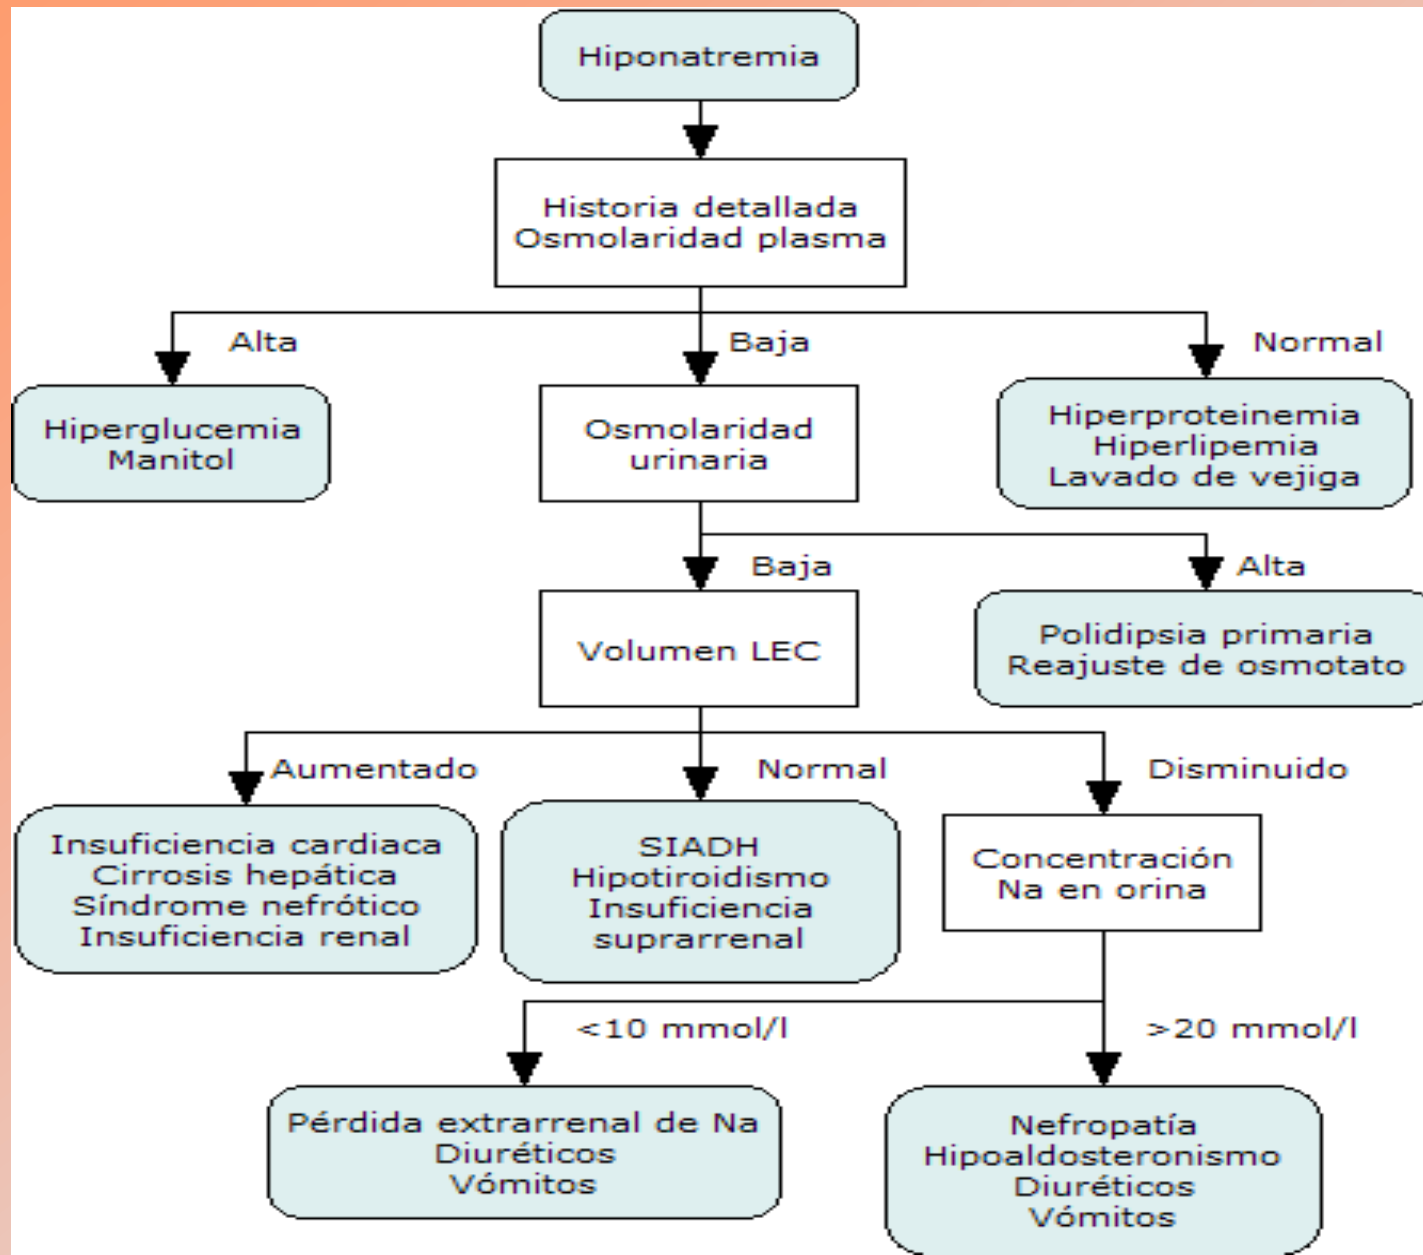 Hiponatremia
Historia detallada
Osmolaridad plasma
Alta
Baja
Normal
Hiperglucemia
Manitol
Osmolaridad
urinaria
Hiperproteinemia
Hiperlipemia
Lavado de vejiga
Baja
Alta
Volumen LEC
Polidipsia primaria
Reajuste de osmotato
Aumentado
Normal
Disminuido
Insuficiencia cardiaca
Cirrosis hepática
Síndrome nefrótico
Insuficiencia renal
SIADH
Hipotiroidismo
Insuficiencia
suprarrenal
Concentración
Na en orina
<10 mmol/l
>20 mmol/l
Pérdida extrarrenal de Na
Diuréticos
Vómitos
Nefropatía
Hipoaldosteronismo
Diuréticos
Vómitos